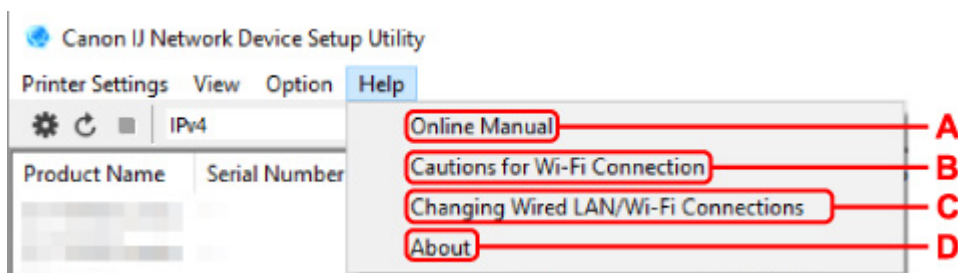 Canon IJ Network Device Setup Utility
Printer Settings View Option Help
IPv4
Online Manual A
Cautions for Wi-Fi Connection B
Product Name Serial Number
Changing Wired LAN/Wi-Fi Connections C
About D